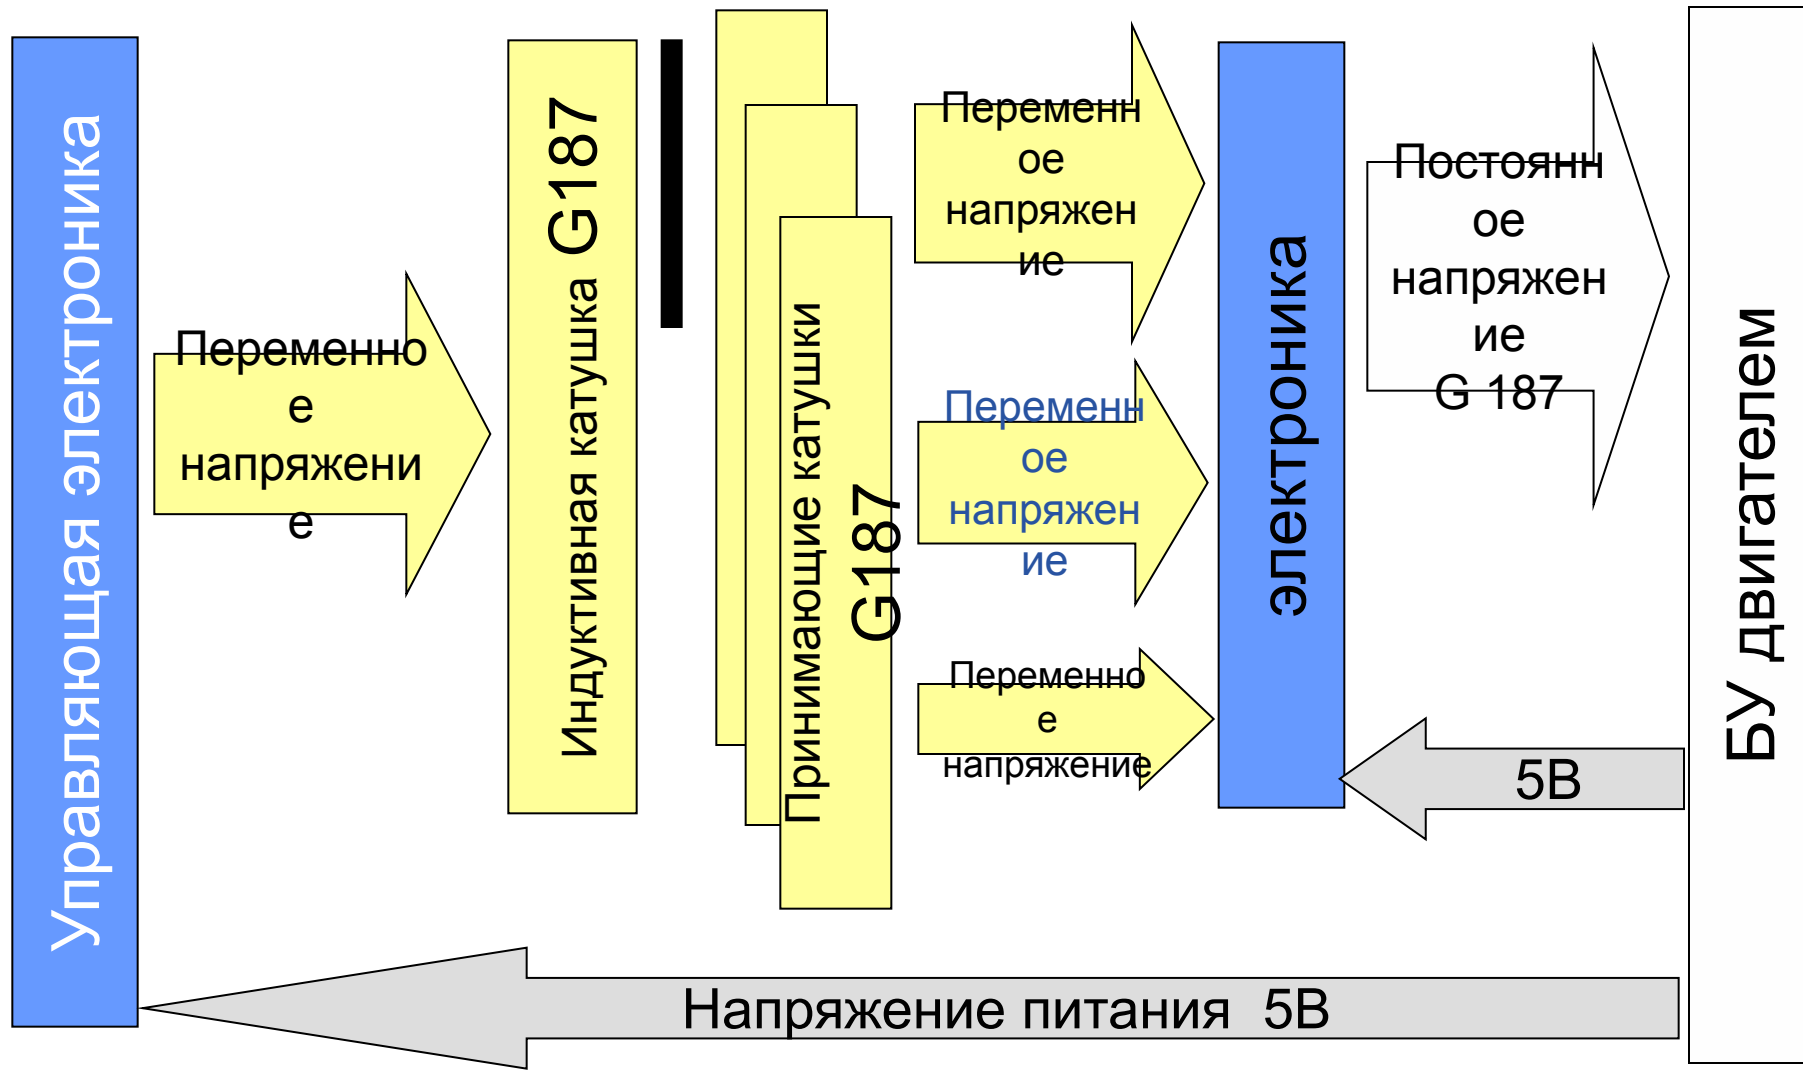 Управляющая электроника
Переменно
е
напряжени
е
Индуктивная катушка G187
Принимающие катушки
G187
Переменн
ое
напряжен
ие
Переменн
ое
напряжен
ие
Переменно
е
напряжение
электроника
Постоянн
ое
напряжен
ие
G 187
5В
БУ двигателем
Напряжение питания 5В